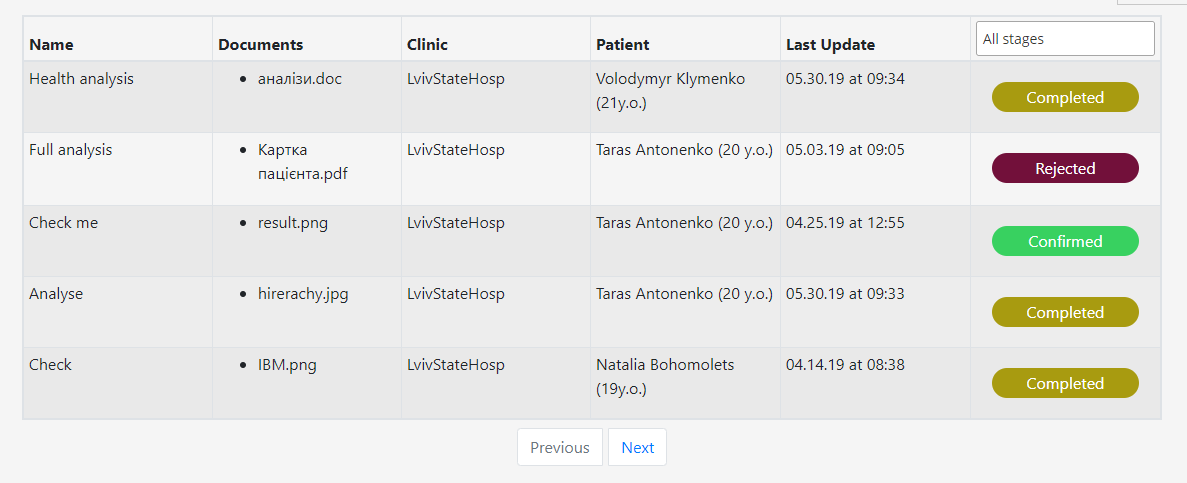 Name Documents Clinic Patient Last Update All stages
Health analysis • аналізи.doc LvivStateHosp Volodymyr Klymenko 05.30.19 at 09:34
(21y.o.)
Completed
Full analysis • Картка LvivStateHosp Taras Antonenko (20 y.o.) 05.03.19 at 09:05
пацієнта.pdf
Rejected
Check me • result.png LvivStateHosp Taras Antonenko (20 y.o.) 04.25.19 at 12:55
Confirmed
Analyse • hirerachy.jpg LvivStateHosp Taras Antonenko (20 y.o.) 05.30.19 at 09:33
Completed
Check • IBM.png LvivStateHosp Natalia Bohomolets 04.14.19 at 08:38
(19y.o.)
Completed
Previous Next